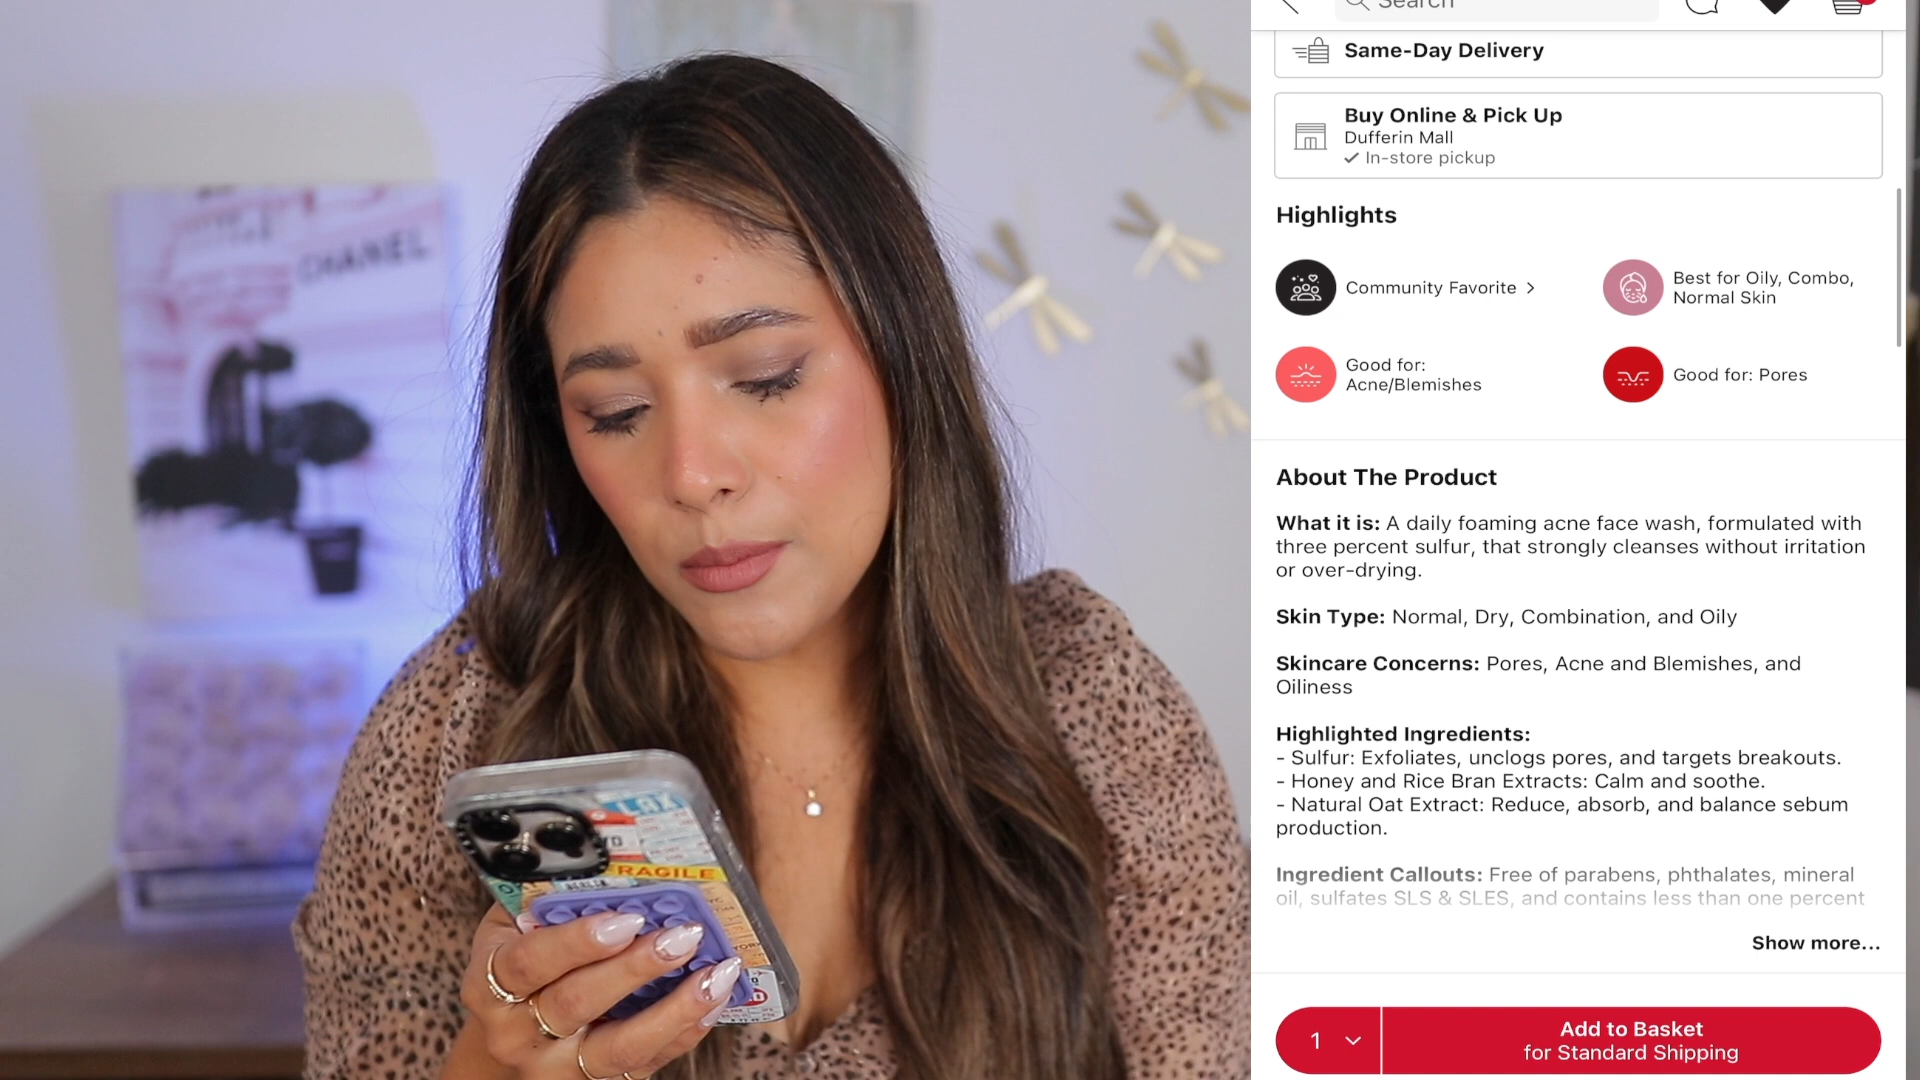 CHANEL
LAX
FRAGILE
BERLIN
Search
Same-Day Delivery
Buy Online & Pick Up
Dufferin Mall
In-store pickup
Highlights
Community Favorite
Best for Oily, Combo,
Normal Skin
Good for:
Acne/Blemishes
Good for: Pores
About The Product
What it is: A daily foaming acne face wash, formulated with
three percent sulfur, that strongly cleanses without irritation
or over-drying.
Skin Type: Normal, Dry, Combination, and Oily
Skincare Concerns: Pores, Acne and Blemishes, and
Oiliness
Highlighted Ingredients:
- Sulfur: Exfoliates, unclogs pores, and targets breakouts.
- Honey and Rice Bran Extracts: Calm and soothe.
- Natural Oat Extract: Reduce, absorb, and balance sebum
production.
Ingredient Callouts: Free of parabens, phthalates, mineral
oil, sulfates SLS & SLES, and contains less than one percent
Show more...
1
Add to Basket
for Standard Shipping